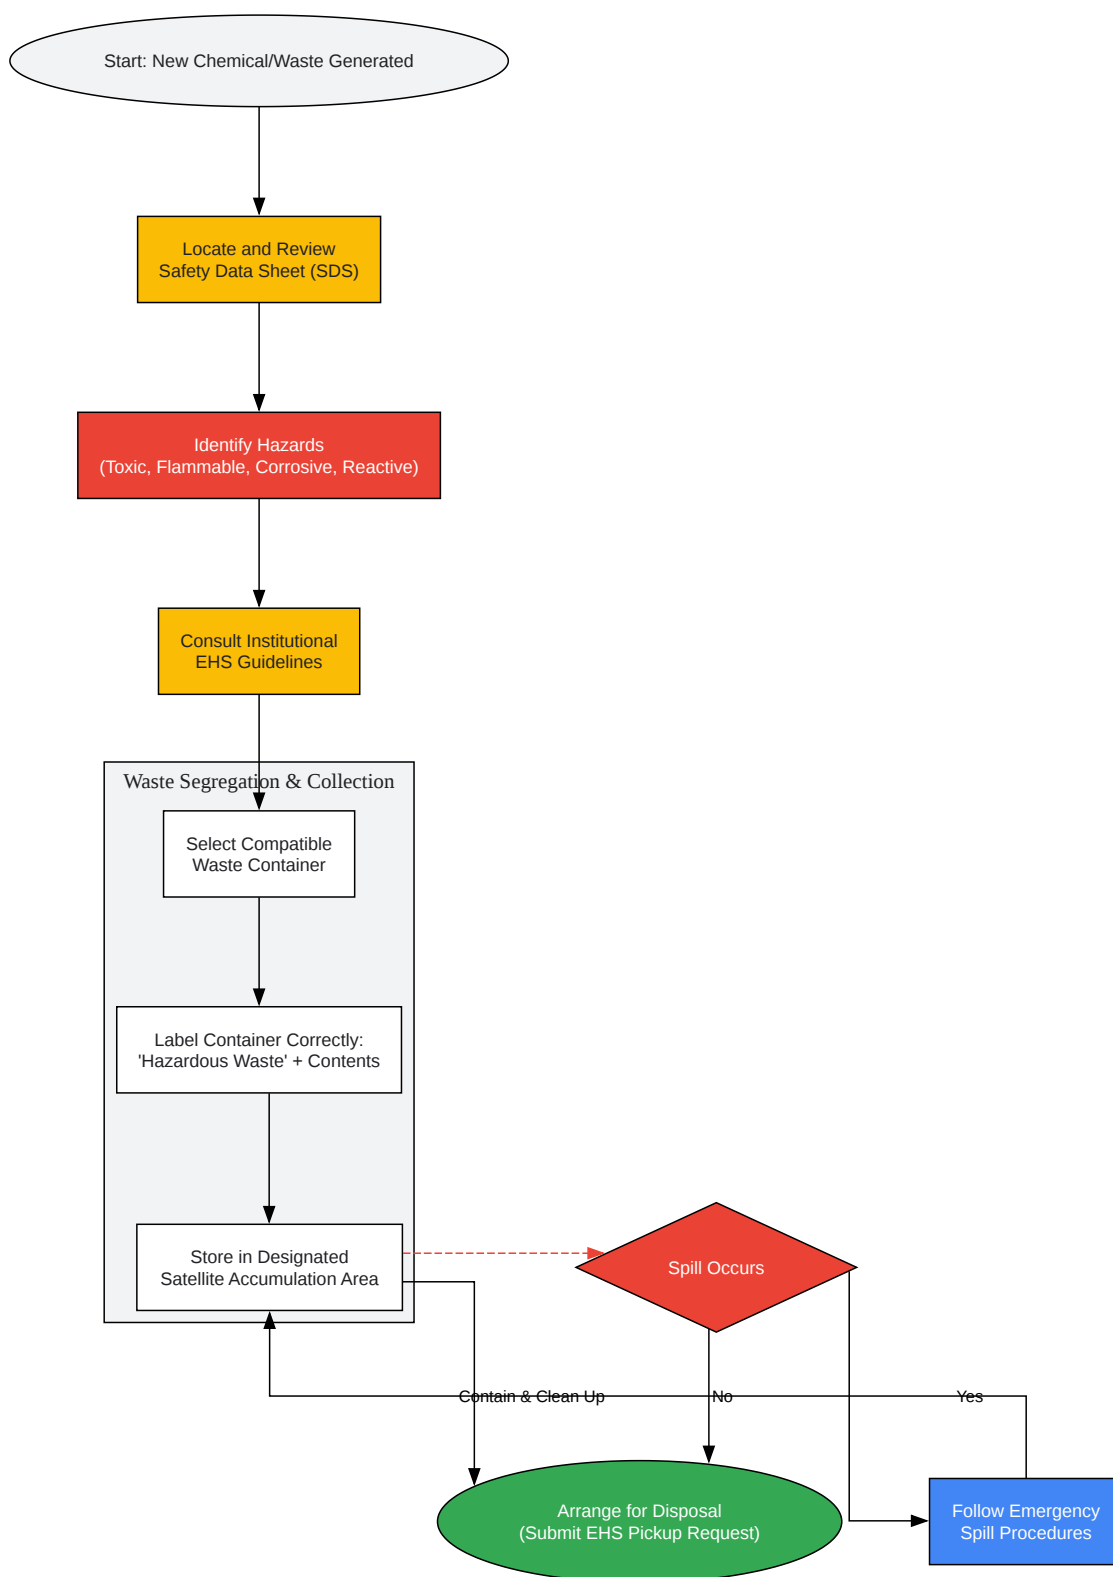 Start: New Chemical/Waste Generated
Locate and Review
Safety Data Sheet (SDS)
Identify Hazards
(Toxic, Flammable, Corrosive, Reactive)
Consult Institutional
EHS Guidelines
Waste Segregation & Collection
Select Compatible
Waste Container
Label Container Correctly:
'Hazardous Waste' + Contents
Store in Designated
Satellite Accumulation Area
Spill Occurs
Contain & Clean Up
No
Yes
Arrange for Disposal
(Submit EHS Pickup Request)
Follow Emergency
Spill Procedures